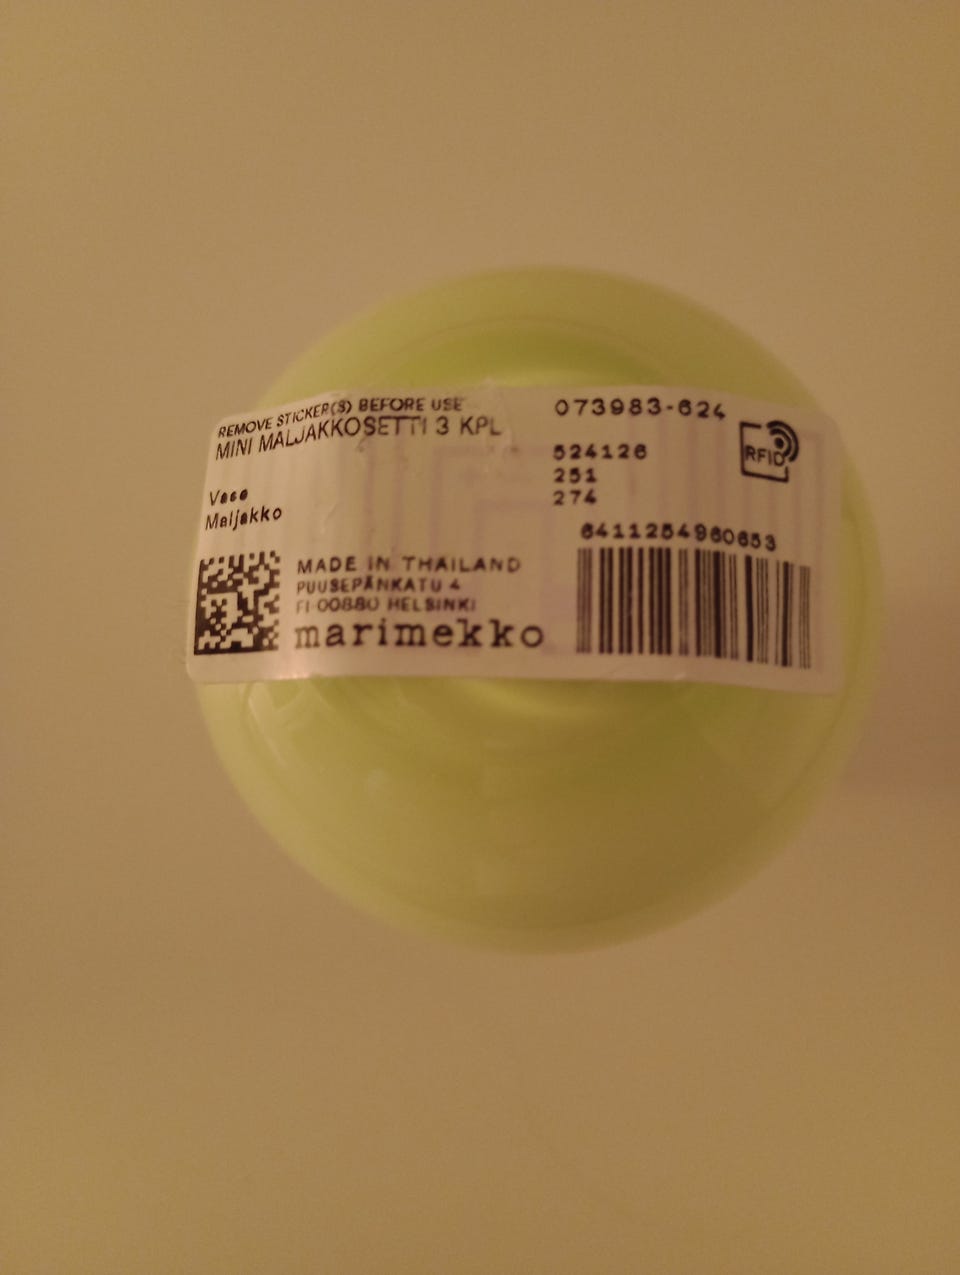 REMOVE STICKER(S) BEFORE USE
MINI MALJAKKOSETTI 3 KPL
Vase
Maljakko
MADE IN THAILAND
PUUSEPÄNKATU 4
FI-00880 HELSINKI
marimekko
073983-624
RFID
524126
251
274
6411254960653